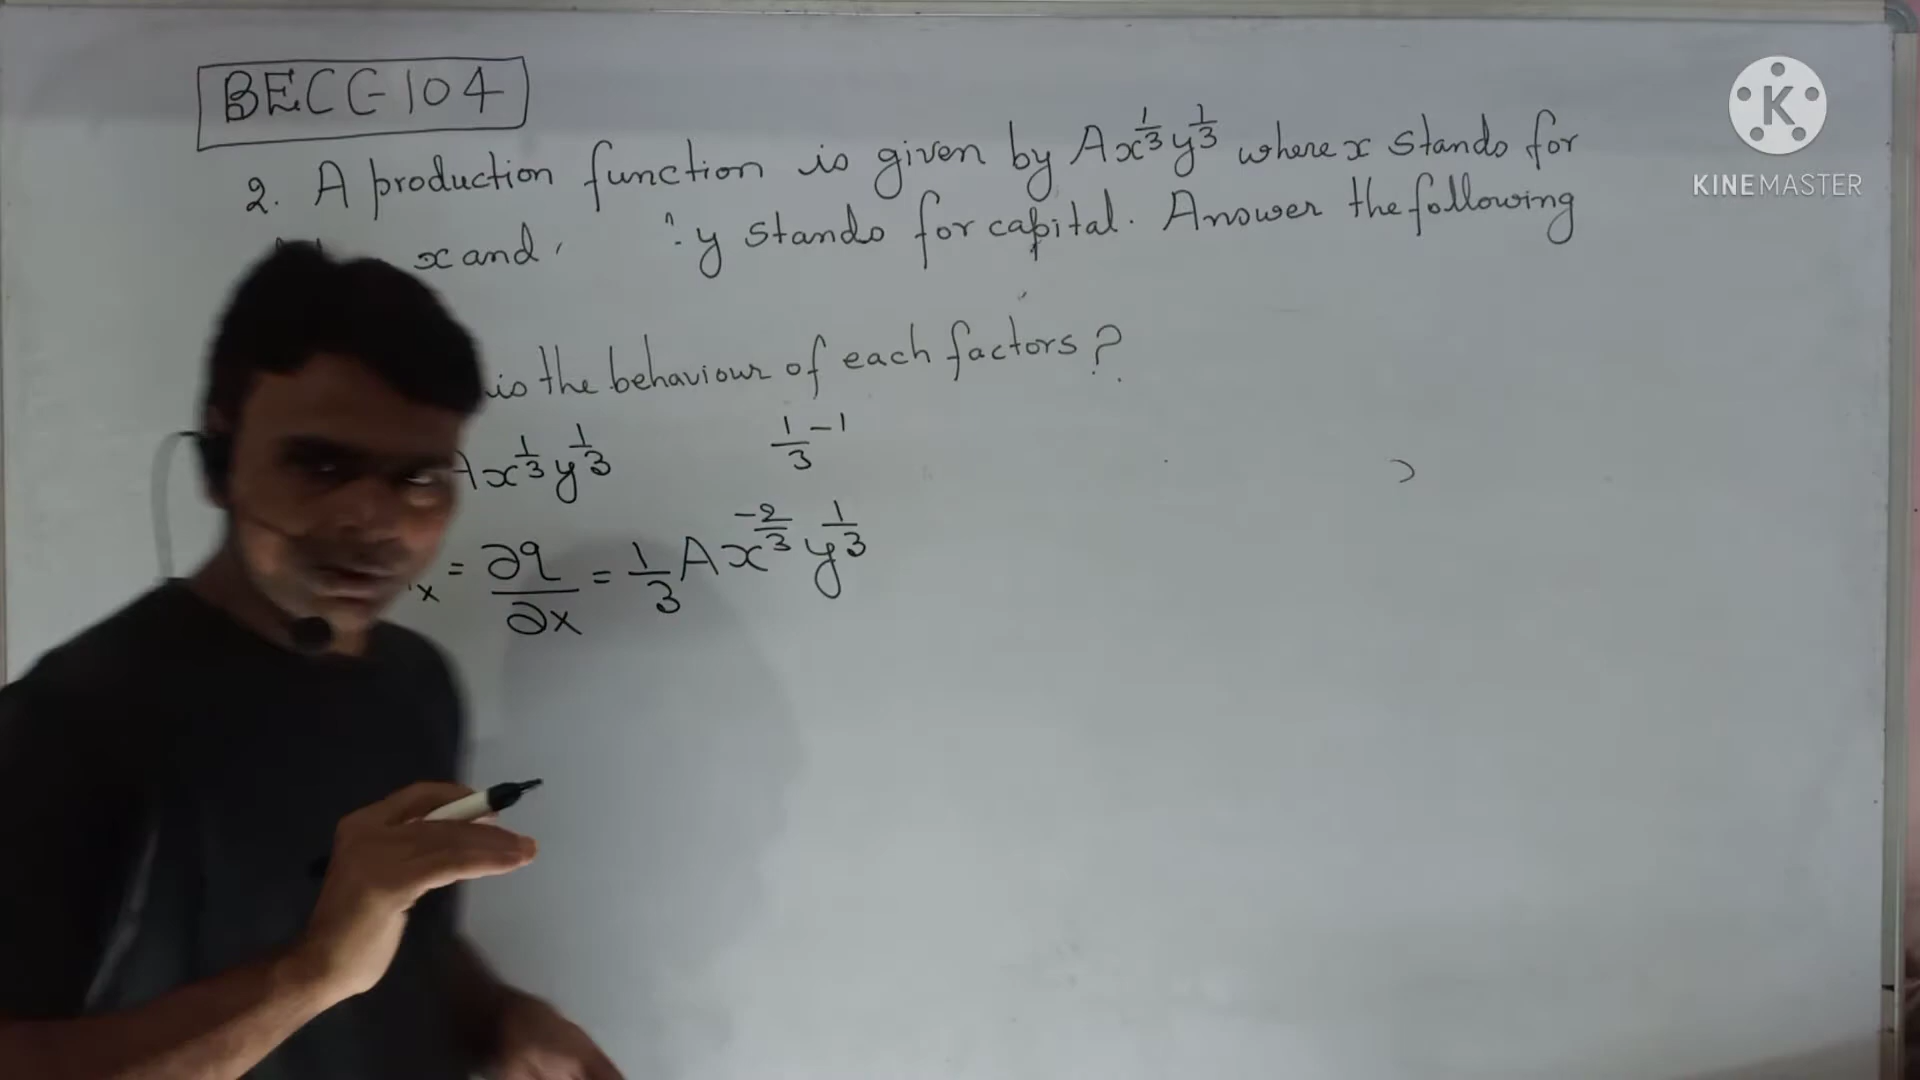 BECC-104
KINEMASTER
2. A production function is given by Ax^{1/3}y^{1/3} where x stands for
x and y stands for capital. Answer the following
is the behaviour of each factors?
Ax^{1/3}y^{1/3} 1/3 - 1
x = ∂q/∂x = 1/3 Ax^{-2/3} y^{1/3}